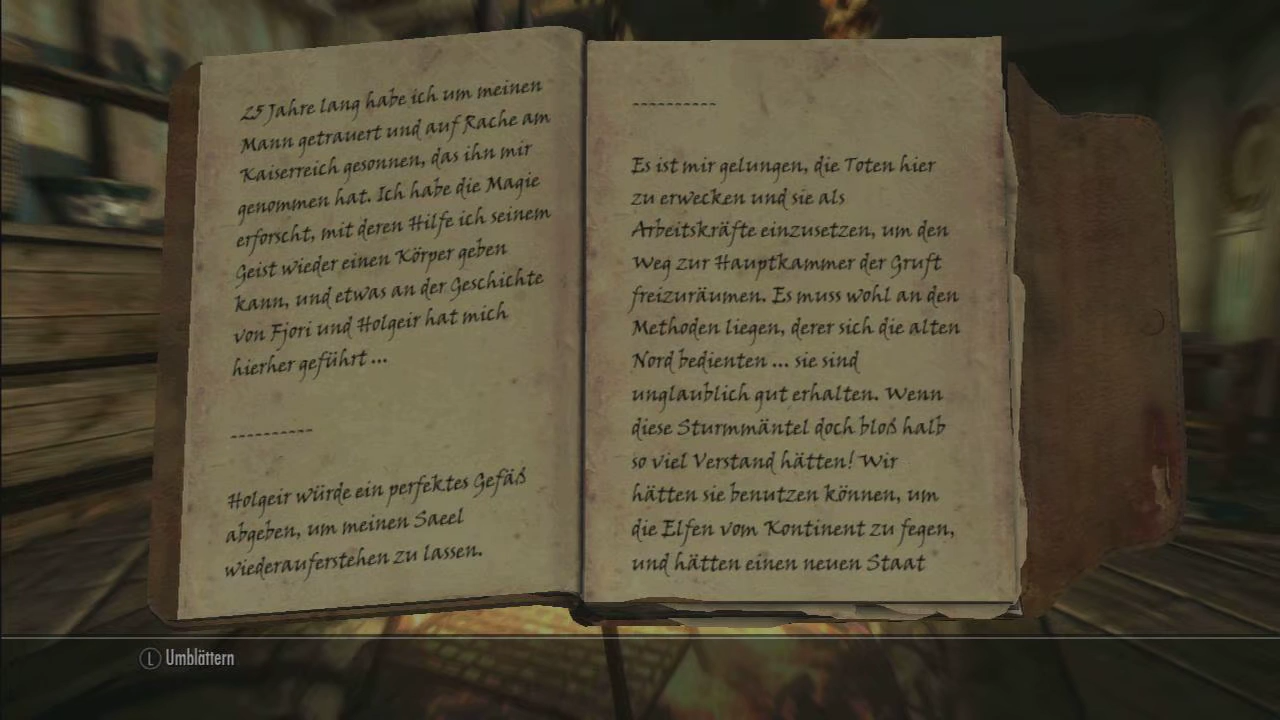 25 Jahre lang habe ich um meinen
Mann getrauert und auf Rache am
Kaiserreich gesonnen, das ihn mir
genommen hat. Ich habe die Magie
erforscht, mit deren Hilfe ich seinem
Geist wieder einen Körper geben
kann, und etwas an der Geschichte
von Fjori und Holgeir hat mich
hierher geführt ...
----------
Holgeir würde ein perfektes Gefäß
abgeben, um meinen Saeel
wiederauferstehen zu lassen.
----------
Es ist mir gelungen, die Toten hier
zu erwecken und sie als
Arbeitskräfte einzusetzen, um den
Weg zur Hauptkammer der Gruft
freizuräumen. Es muss wohl an den
Methoden liegen, derer sich die alten
Nord bedienten ... sie sind
unglaublich gut erhalten. Wenn
diese Sturmmäntel doch bloß halb
so viel Verstand hätten! Wir
hätten sie benutzen können, um
die Elfen vom Kontinent zu fegen,
und hätten einen neuen Staat
L Umblättern